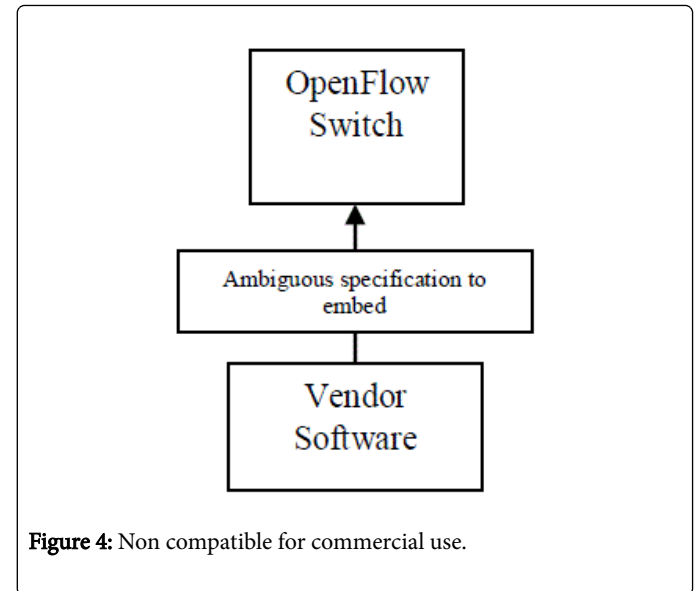 OpenFlow
Switch
Ambiguous specification to
embed
Vendor
Software
Figure 4: Non compatible for commercial use.